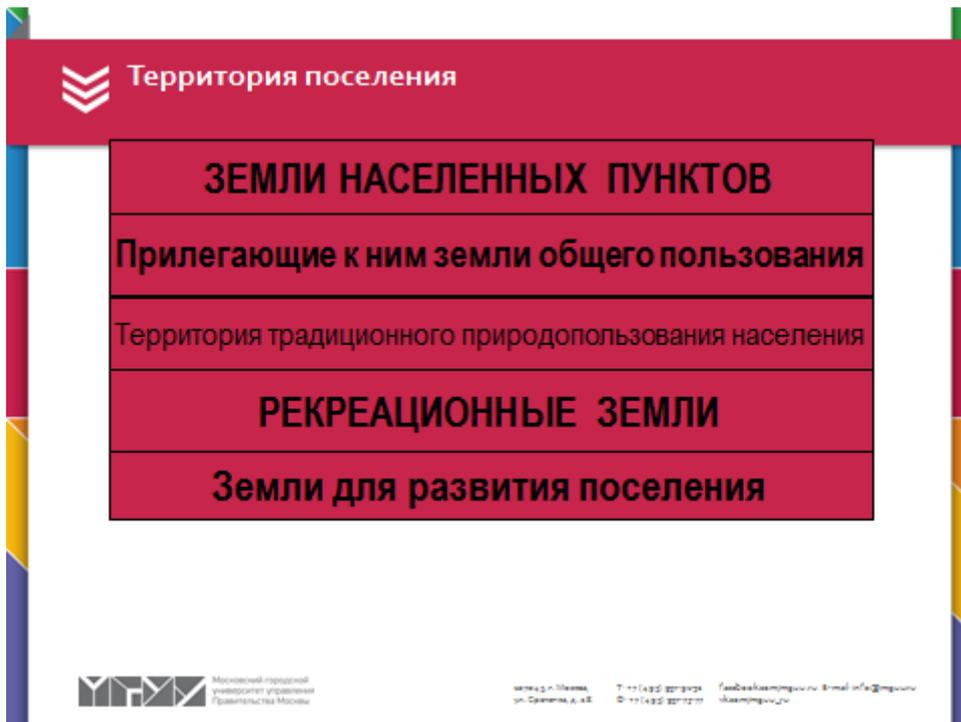 Территория поселения
ЗЕМЛИ НАСЕЛЕННЫХ ПУНКТОВ
Прилегающие к ним земли общего пользования
Территория традиционного природопользования населения
РЕКРЕАЦИОННЫЕ ЗЕМЛИ
Земли для развития поселения
Московский городской
университет управления
Правительства Москвы